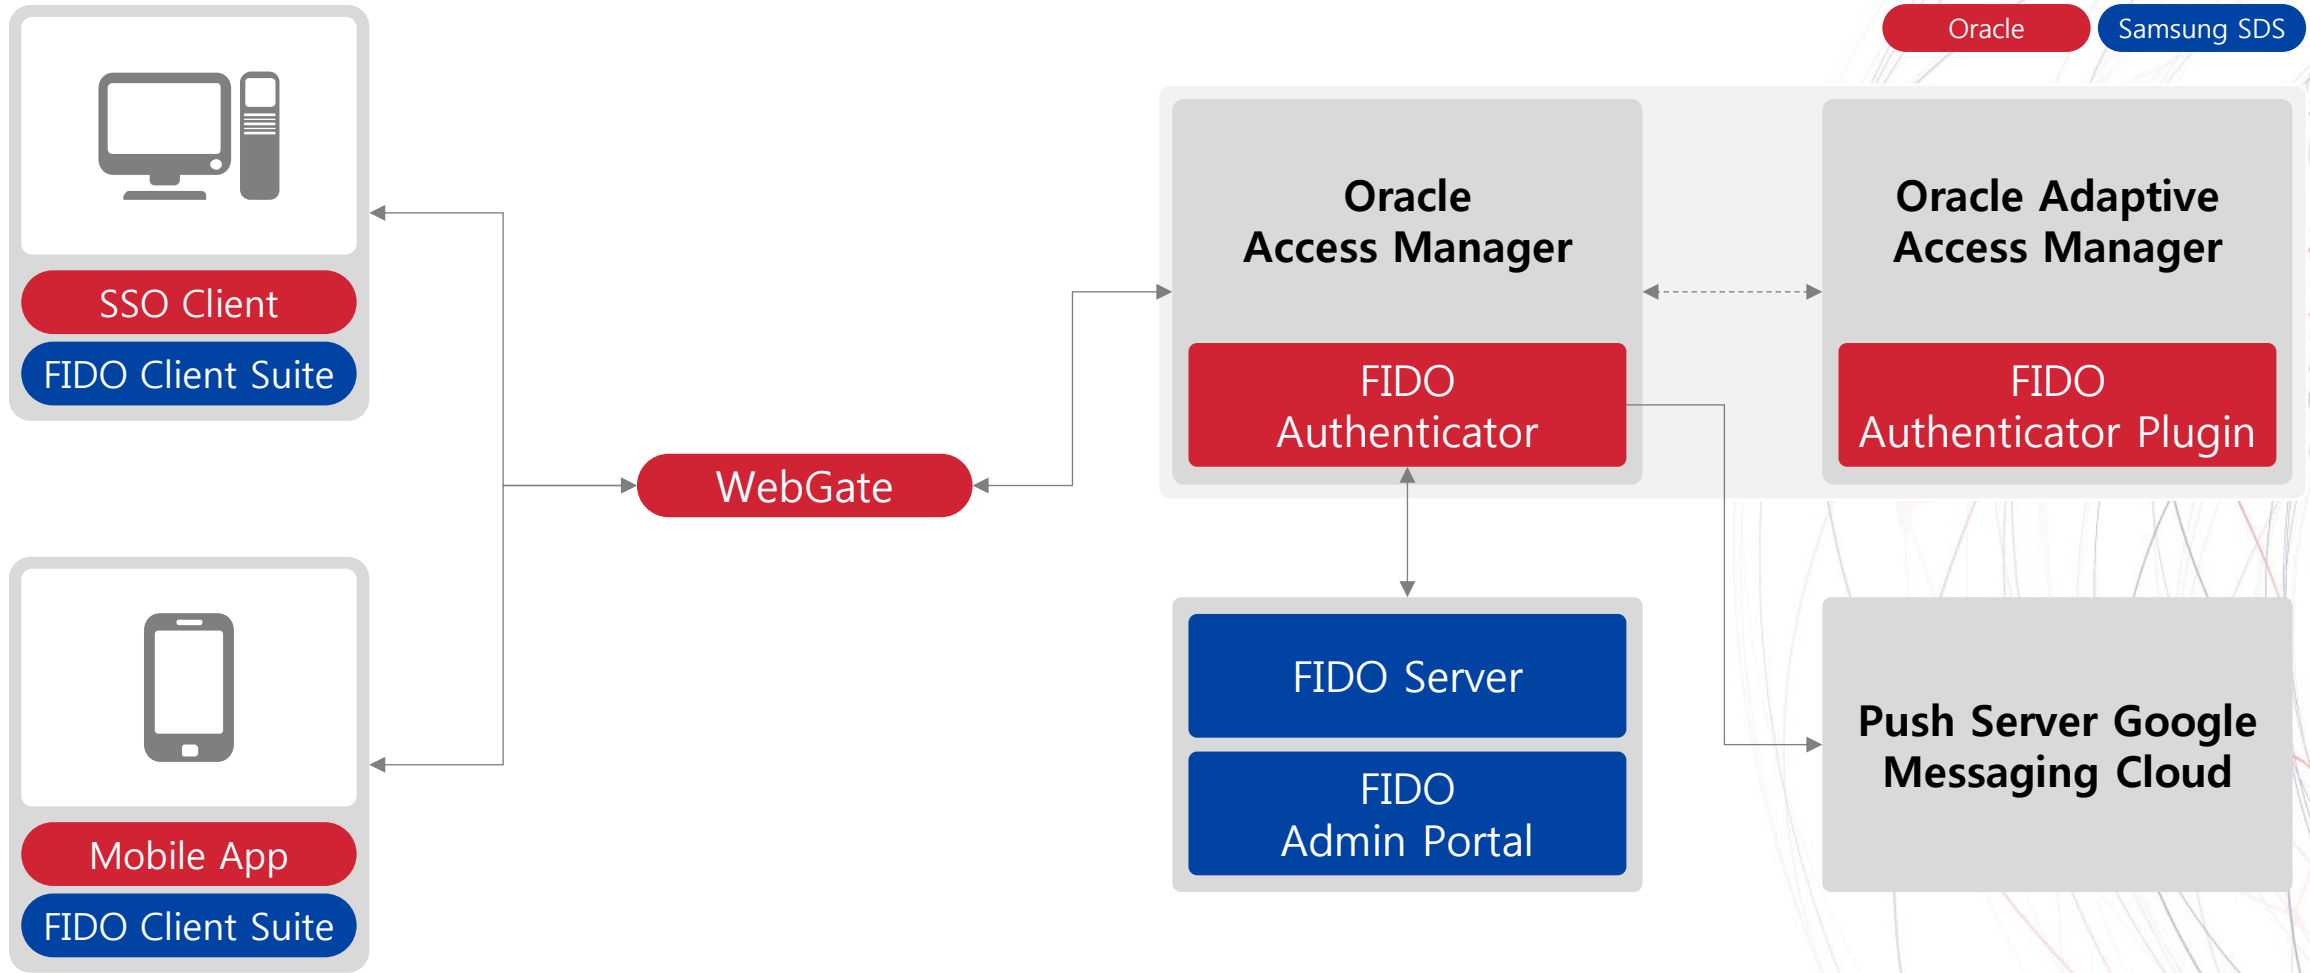 Oracle
Samsung SDS
SSO Client
FIDO Client Suite
Mobile App
FIDO Client Suite
WebGate
Oracle
Access Manager
FIDO
Authenticator
Oracle Adaptive
Access Manager
FIDO
Authenticator Plugin
FIDO Server
FIDO
Admin Portal
Push Server Google
Messaging Cloud